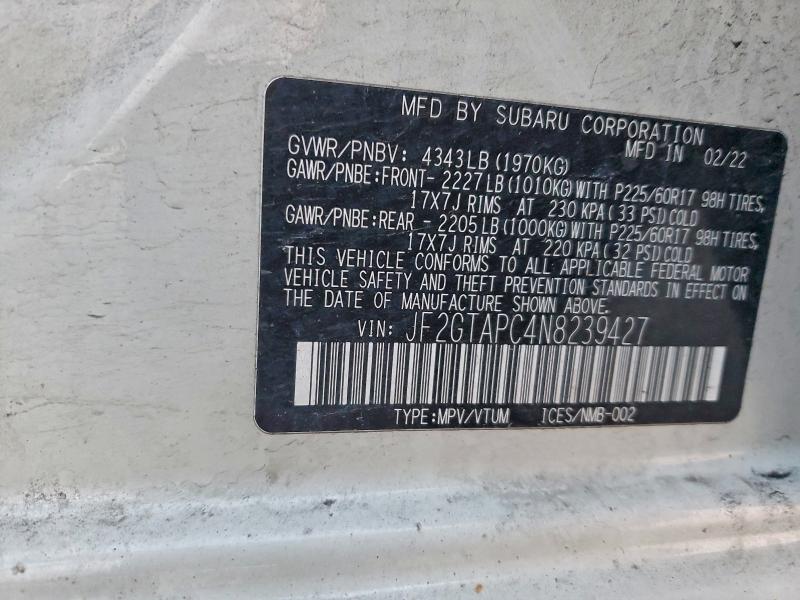 MFD BY SUBARU CORPORATION
MFD IN 02/22
GVWR/PNBV: 4343LB (1970KG)
GAWR/PNBE:FRONT- 2227LB (1010KG) WITH P225/60R17 98H TIRES,
17X7J RIMS AT 230 KPA (33 PSI) COLD
GAWR/PNBE:REAR - 2205LB (1000KG) WITH P225/60R17 98H TIRES,
17X7J RIMS AT 220 KPA (32 PSI) COLD
THIS VEHICLE CONFORMS TO ALL APPLICABLE FEDERAL MOTOR
VEHICLE SAFETY AND THEFT PREVENTION STANDARDS IN EFFECT ON
THE DATE OF MANUFACTURE SHOWN ABOVE.
VIN: JF2GTAPC4N8239427
TYPE:MPV/VTUM ICES/NMB-002